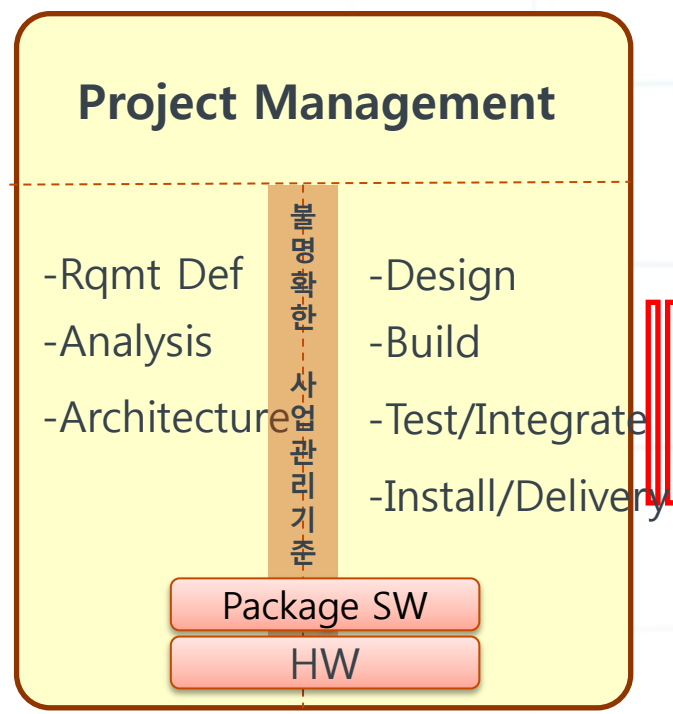 Project Management
-Rqmt Def
-Analysis
-Architecture
불명확한 사업관리기준
-Design
-Build
-Test/Integrate
-Install/Delivery
Package SW
HW